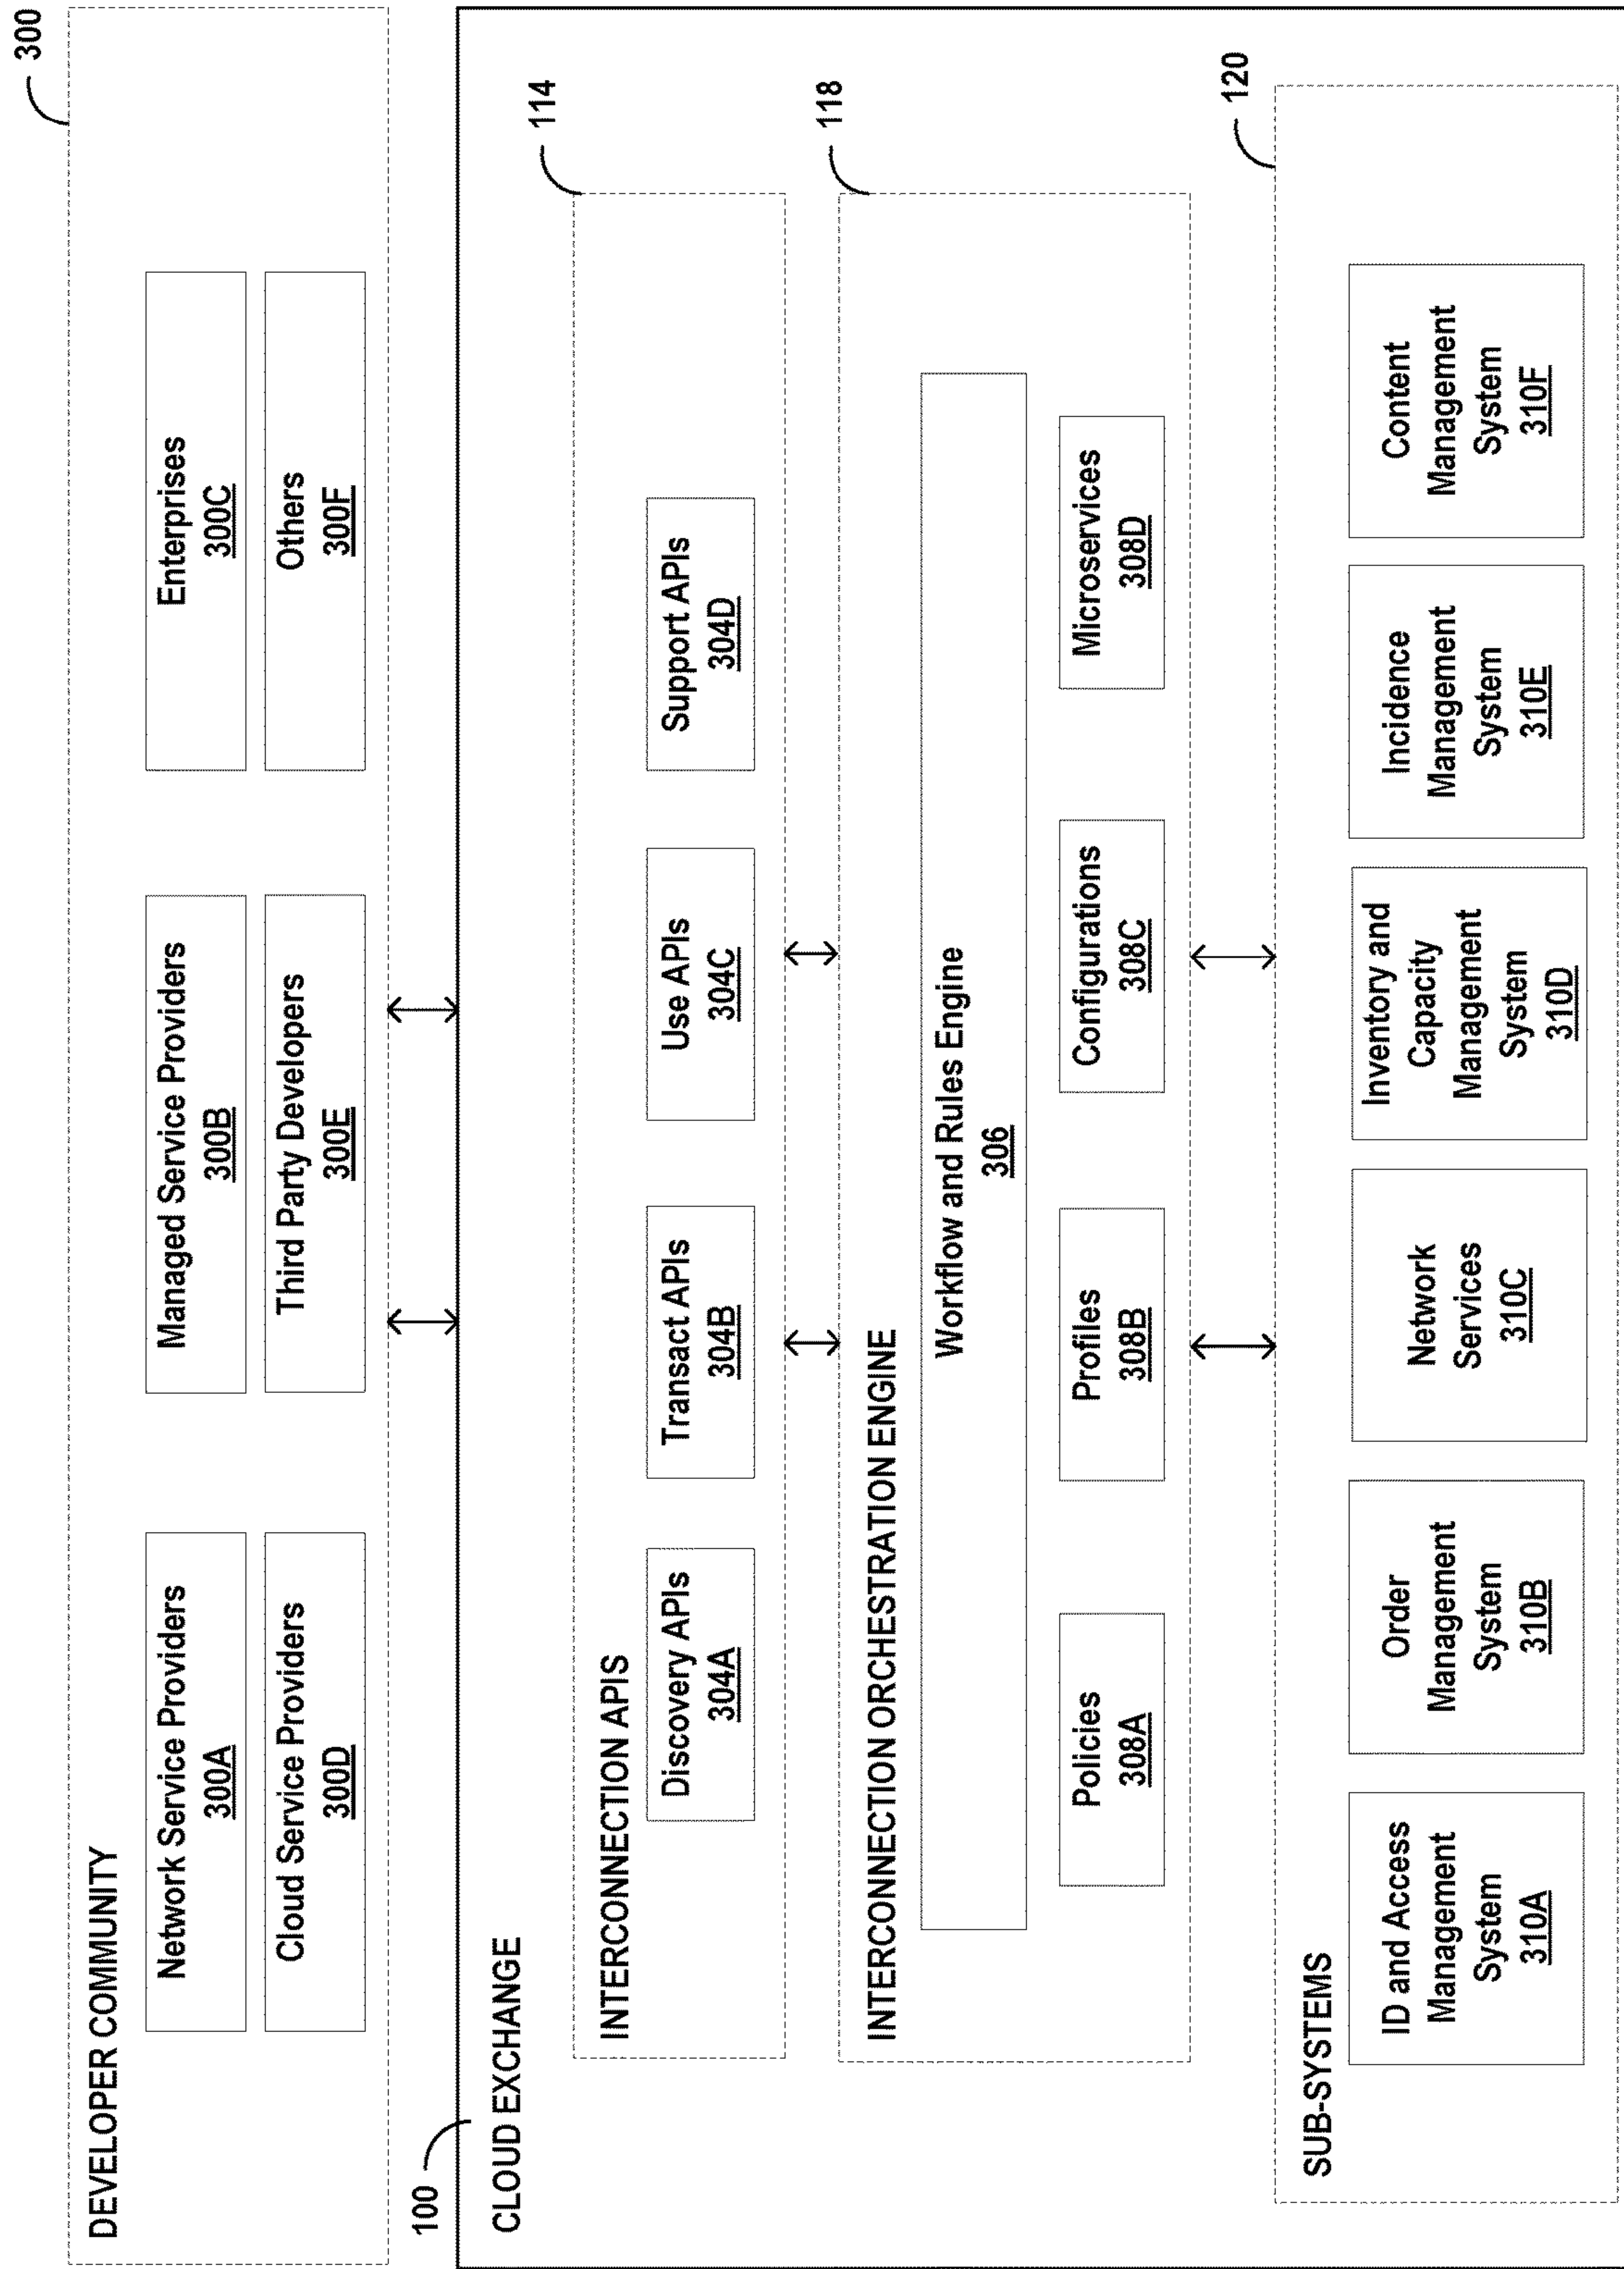 300
DEVELOPER COMMUNITY
Network Service Providers
300A
Managed Service Providers
300B
Enterprises
300C
Cloud Service Providers
300D
Third Party Developers
300E
Others
300F
100
CLOUD EXCHANGE
114
INTERCONNECTION APIS
Discovery APIs
304A
Transact APIs
304B
Use APIs
304C
Support APIs
304D
118
INTERCONNECTION ORCHESTRATION ENGINE
Workflow and Rules Engine
306
Policies
308A
Profiles
308B
Configurations
308C
Microservices
308D
120
SUB-SYSTEMS
ID and Access
Management
System
310A
Order
Management
System
310B
Network
Services
310C
Inventory and
Capacity
Management
System
310D
Incidence
Management
System
310E
Content
Management
System
310F